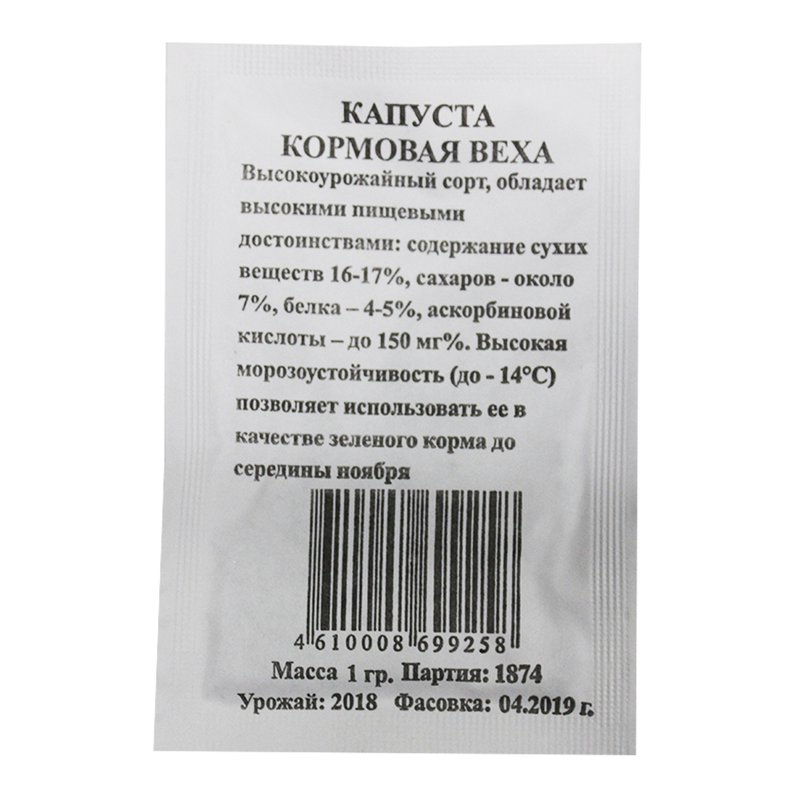 КАПУСТА
КОРМОВАЯ ВЕХА
Высокоурожайный сорт, обладает
высокими пищевыми
достоинствами: содержание сухих
веществ 16-17%, сахаров - около
7%, белка – 4-5%, аскорбиновой
кислоты – до 150 мг%. Высокая
морозоустойчивость (до - 14°С)
позволяет использовать ее в
качестве зеленого корма до
середины ноября
4 610008 699258
Масса 1 гр. Партия: 1874
Урожай: 2018 Фасовка: 04.2019 г.